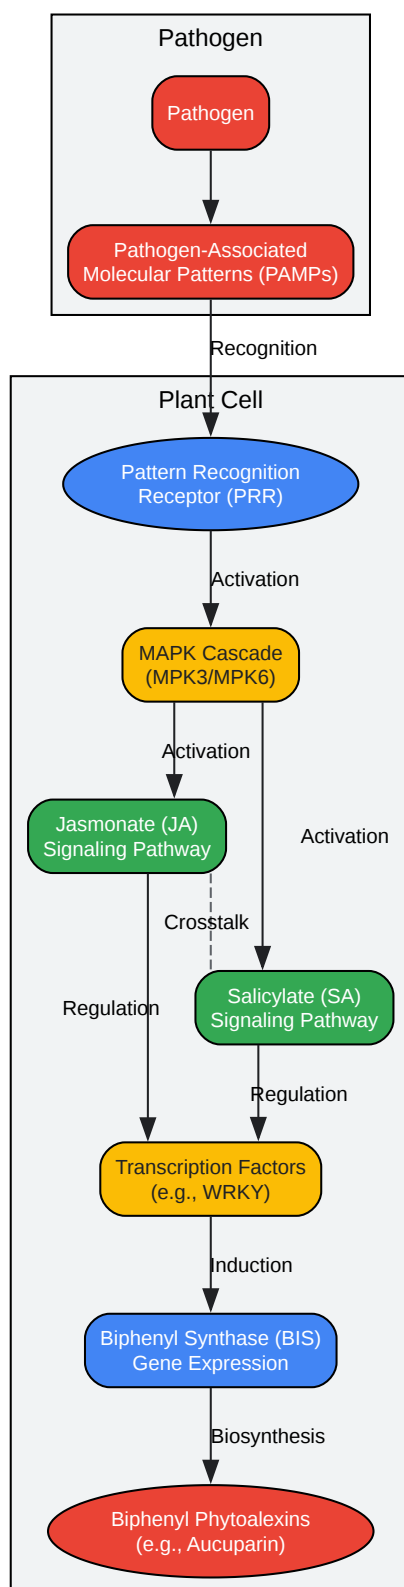 Pathogen
Pathogen
Pathogen-Associated
Molecular Patterns (PAMPs)
Recognition
Plant Cell
Pattern Recognition
Receptor (PRR)
Activation
MAPK Cascade
(MPK3/MPK6)
Activation
Jasmonate (JA)
Signaling Pathway
Activation
Crosstalk
Salicylate (SA)
Signaling Pathway
Regulation
Regulation
Transcription Factors
(e.g., WRKY)
Induction
Biphenyl Synthase (BIS)
Gene Expression
Biosynthesis
Biphenyl Phytoalexins
(e.g., Aucuparin)